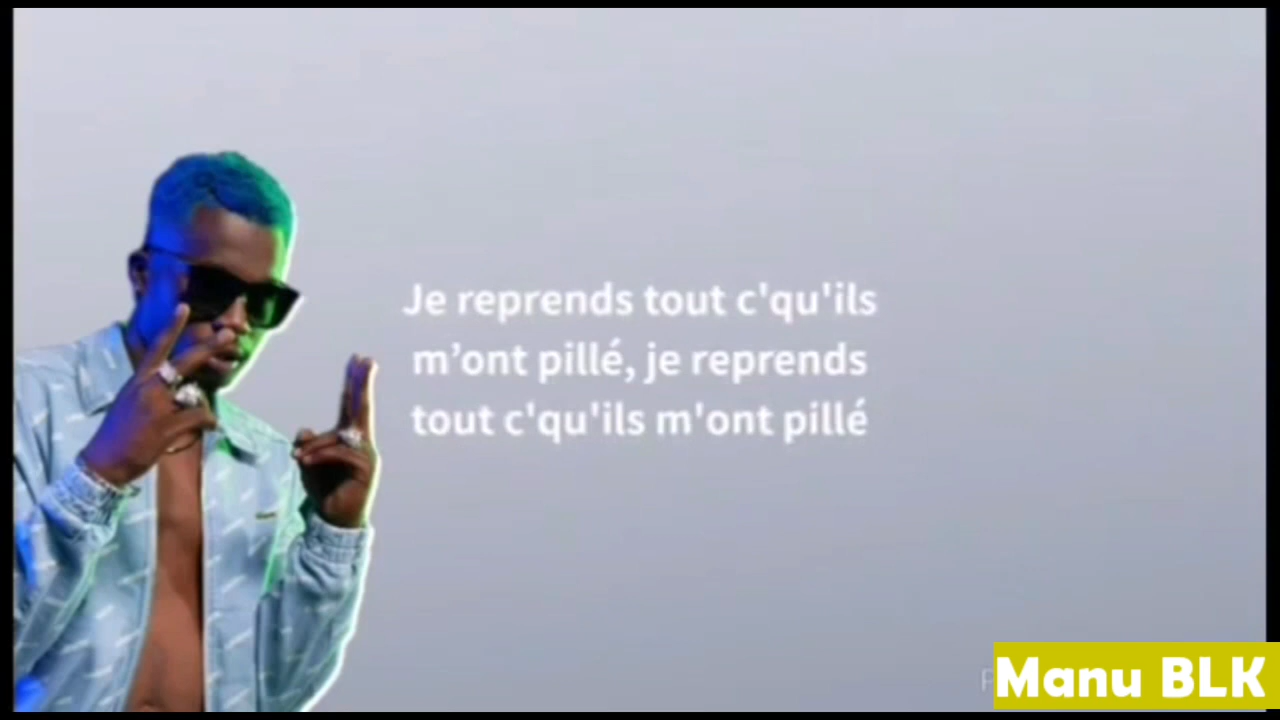 Je reprends tout c'qu'ils
m’ont pillé, je reprends
tout c'qu'ils m'ont pillé
Manu BLK